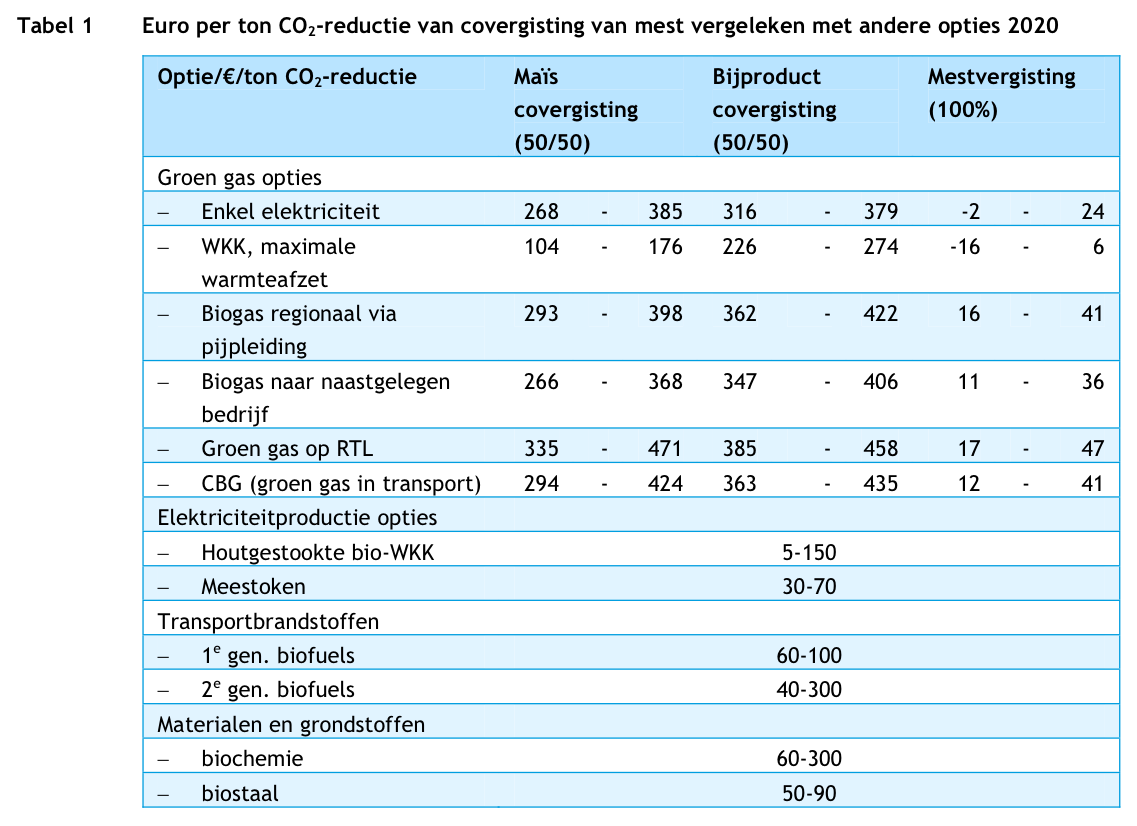 Tabel 1 Euro per ton CO₂-reductie van covergisting van mest vergeleken met andere opties 2020
Optie/€/ton CO₂-reductie Maïs covergisting (50/50) Bijproduct covergisting (50/50) Mestvergisting (100%)
Groen gas opties
– Enkel elektriciteit 268 - 385 316 - 379 -2 - 24
– WKK, maximale 104 - 176 226 - 274 -16 - 6
warmteafzet
– Biogas regionaal via 293 - 398 362 - 422 16 - 41
pijpleiding
– Biogas naar naastgelegen 266 - 368 347 - 406 11 - 36
bedrijf
– Groen gas op RTL 335 - 471 385 - 458 17 - 47
– CBG (groen gas in transport) 294 - 424 363 - 435 12 - 41
Elektriciteitproductie opties
– Houtgestookte bio-WKK 5-150
– Meestoken 30-70
Transportbrandstoffen
– 1ᵉ gen. biofuels 60-100
– 2ᵉ gen. biofuels 40-300
Materialen en grondstoffen
– biochemie 60-300
– biostaal 50-90